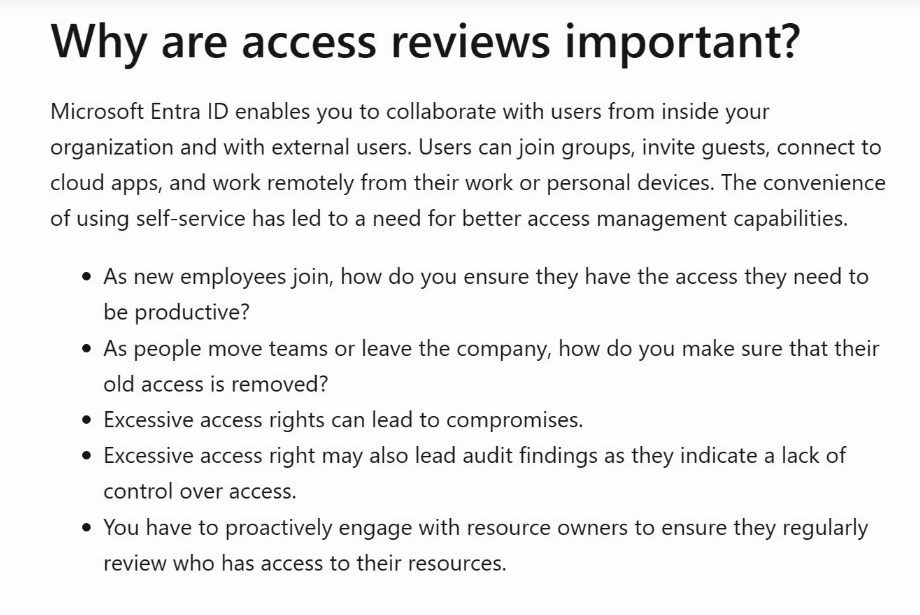 Why are access reviews important?
Microsoft Entra ID enables you to collaborate with users from inside your
organization and with external users. Users can join groups, invite guests, connect to
cloud apps, and work remotely from their work or personal devices. The convenience
of using self-service has led to a need for better access management capabilities.
• As new employees join, how do you ensure they have the access they need to
be productive?
• As people move teams or leave the company, how do you make sure that their
old access is removed?
• Excessive access rights can lead to compromises.
• Excessive access right may also lead audit findings as they indicate a lack of
control over access.
• You have to proactively engage with resource owners to ensure they regularly
review who has access to their resources.